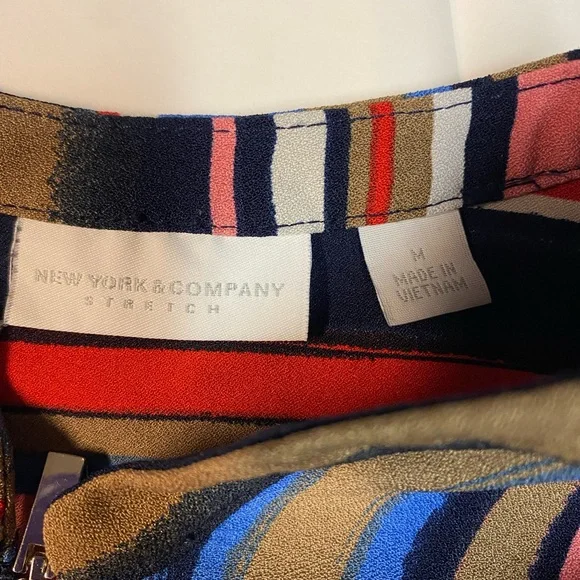 NEW YORK & COMPANY
STRETCH
M
MADE IN
VIETNAM